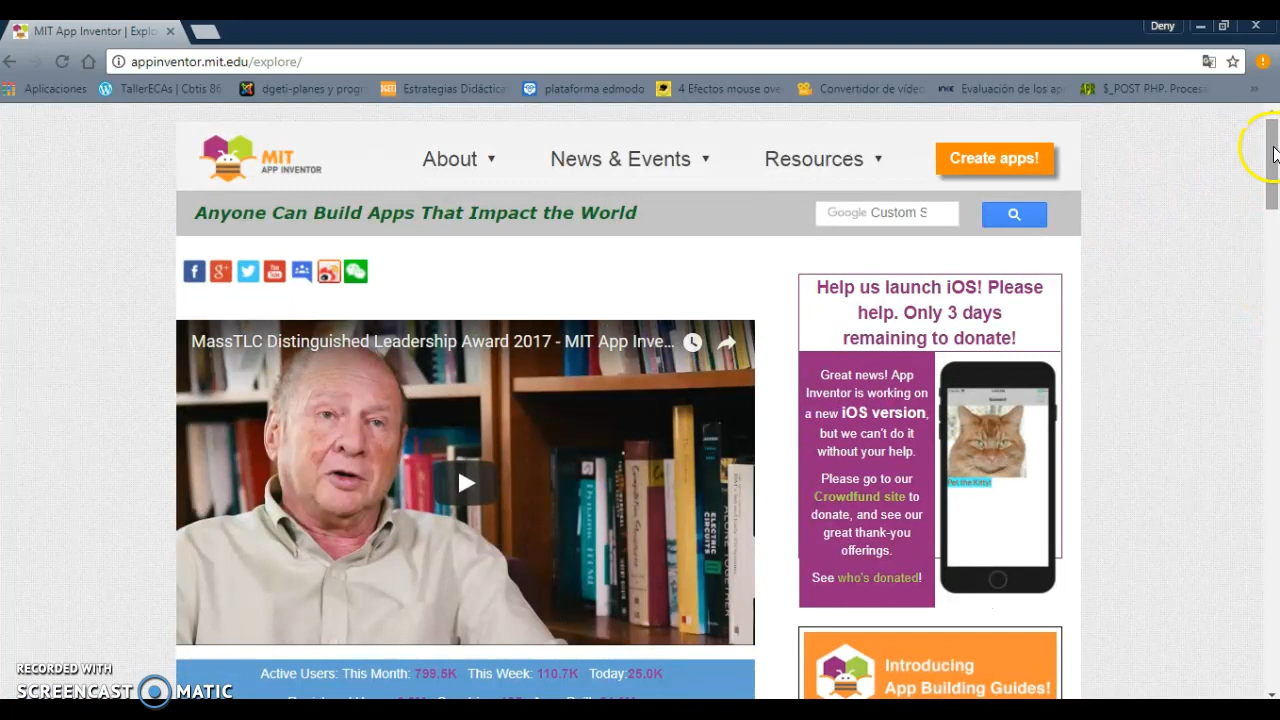 MIT App Inventor | Explo
Deny
appinventor.mit.edu/explore/
Aplicaciones
TallerECAs | Cbtis 86
dgeti-planes y progr
Estrategias Didáctica
plataforma edmodo
4 Efectos mouse ove
Convertidor de vídeo
Evaluación de los ap
$_POST PHP. Proces
MIT
APP INVENTOR
About
News & Events
Resources
Create apps!
Anyone Can Build Apps That Impact the World
Google Custom S
MassTLC Distinguished Leadership Award 2017 - MIT App Inve...
Help us launch iOS! Please
help. Only 3 days
remaining to donate!
Great news! App
Inventor is working on
a new iOS version,
but we can't do it
without your help.
Please go to our
Crowdfund site to
donate, and see our
great thank-you
offerings.
See who's donated!
Pet the Kitty!
Active Users: This Month: 799.5K This Week: 110.7K Today:25.0K
Introducing
App Building Guides!
RECORDED WITH
SCREENCAST MATIC